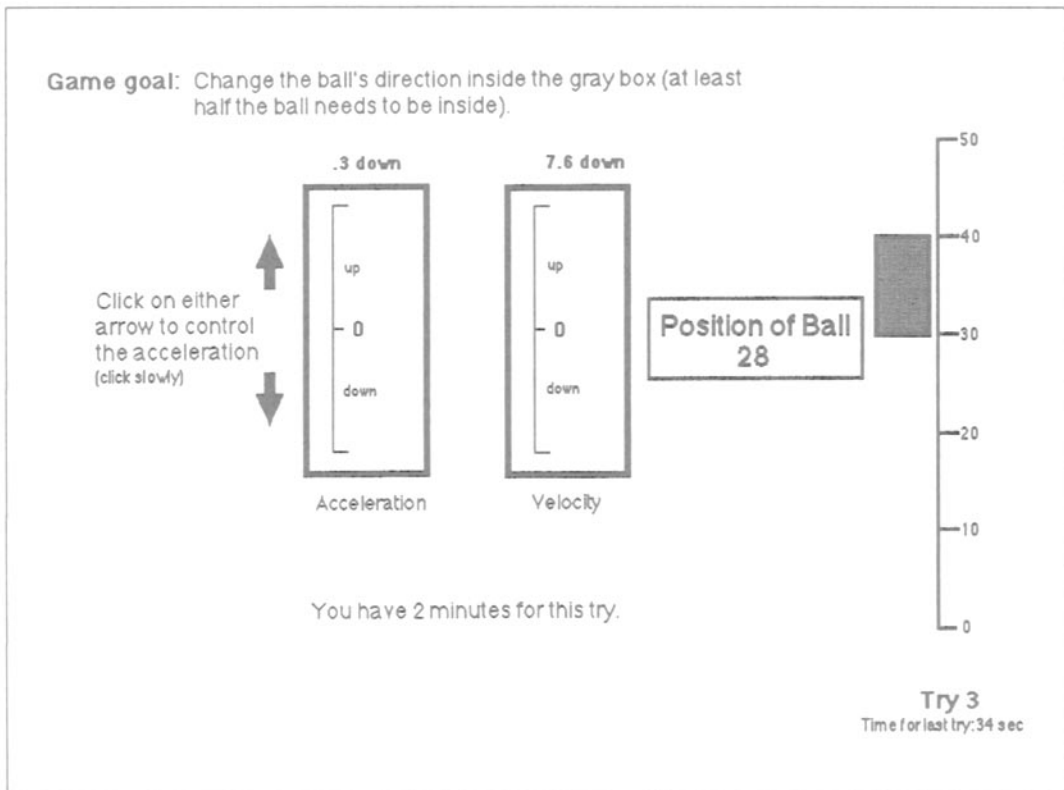 Game goal: Change the ball's direction inside the gray box (at least
half the ball needs to be inside).
.3 down
7.6 down
50
40
30
20
10
0
up
0
down
up
0
down
Click on either
arrow to control
the acceleration
(click slowly)
Position of Ball
28
Acceleration
Velocity
You have 2 minutes for this try.
Try 3
Time for last try: 34 sec